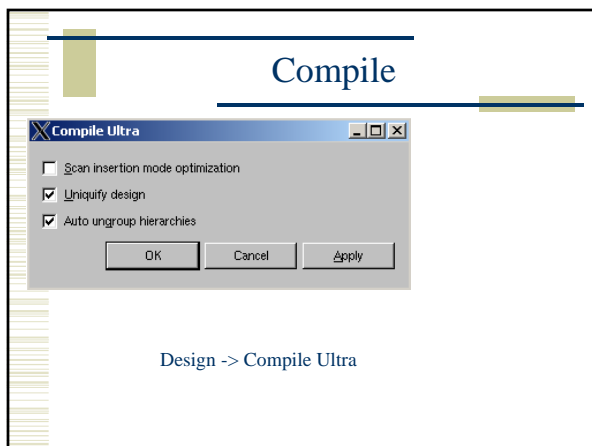 Compile
Compile Ultra
Scan insertion mode optimization
Uniquify design
Auto ungroup hierarchies
OK Cancel Apply
Design -> Compile Ultra